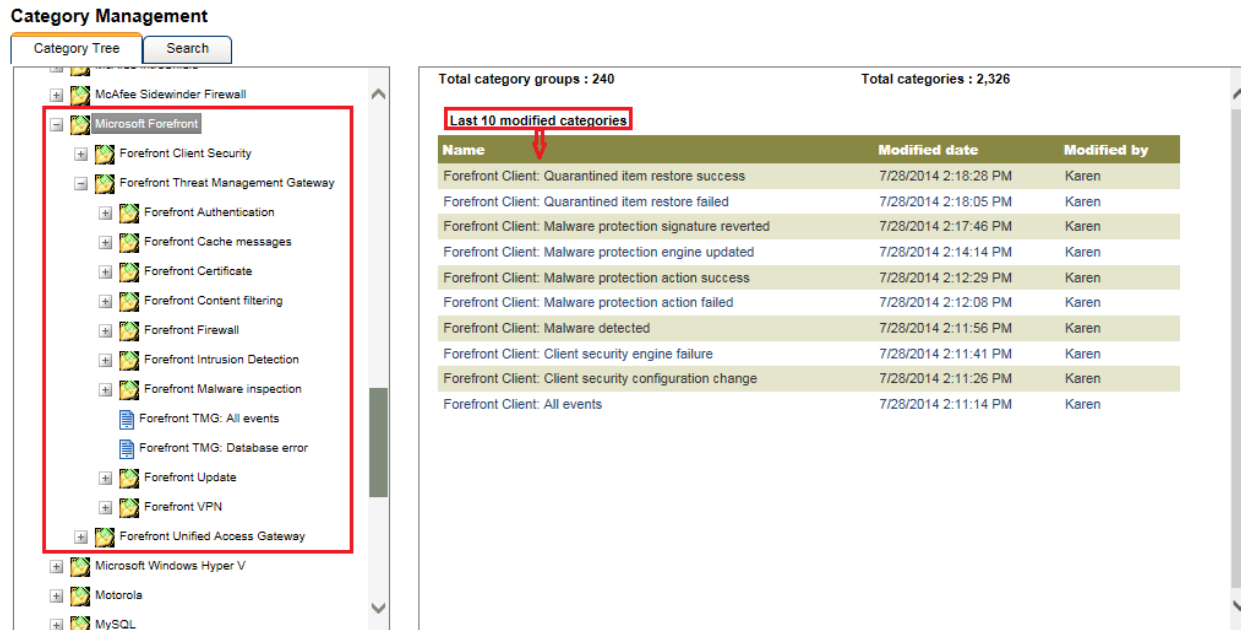 Category Management
Category Tree
Search
McAfee Sidewinder Firewall
Microsoft Forefront
Forefront Client Security
Forefront Threat Management Gateway
Forefront Authentication
Forefront Cache messages
Forefront Certificate
Forefront Content filtering
Forefront Firewall
Forefront Intrusion Detection
Forefront Malware inspection
Forefront TMG: All events
Forefront TMG: Database error
Forefront Update
Forefront VPN
Forefront Unified Access Gateway
Microsoft Windows Hyper V
Motorola
MySQL
Total category groups : 240 Total categories : 2,326
Last 10 modified categories
Name Modified date Modified by
Forefront Client: Quarantined item restore success 7/28/2014 2:18:28 PM Karen
Forefront Client: Quarantined item restore failed 7/28/2014 2:18:05 PM Karen
Forefront Client: Malware protection signature reverted 7/28/2014 2:17:46 PM Karen
Forefront Client: Malware protection engine updated 7/28/2014 2:14:14 PM Karen
Forefront Client: Malware protection action success 7/28/2014 2:12:29 PM Karen
Forefront Client: Malware protection action failed 7/28/2014 2:12:08 PM Karen
Forefront Client: Malware detected 7/28/2014 2:11:56 PM Karen
Forefront Client: Client security engine failure 7/28/2014 2:11:41 PM Karen
Forefront Client: Client security configuration change 7/28/2014 2:11:26 PM Karen
Forefront Client: All events 7/28/2014 2:11:14 PM Karen